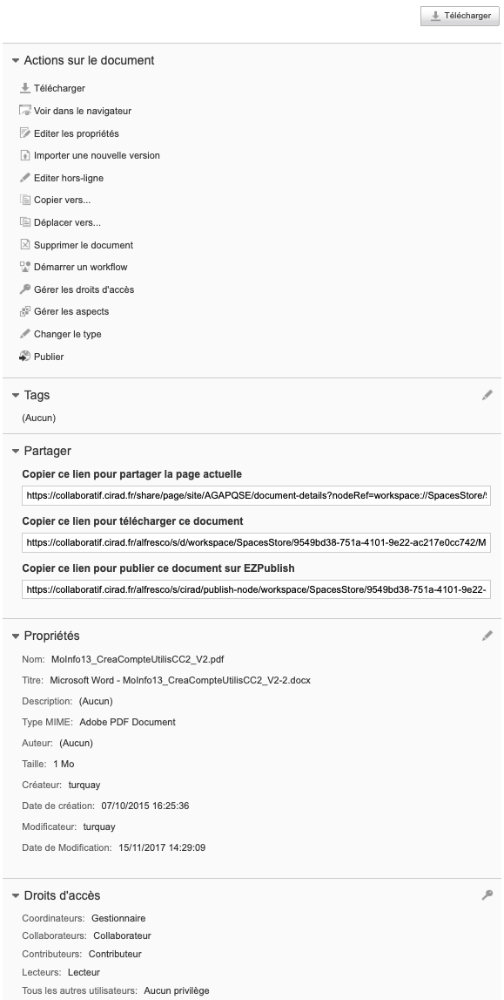 Télécharger
Actions sur le document
Télécharger
Voir dans le navigateur
Editer les propriétés
Importer une nouvelle version
Editer hors-ligne
Copier vers...
Déplacer vers...
Supprimer le document
Démarrer un workflow
Gérer les droits d'accès
Gérer les aspects
Changer le type
Publier
Tags
(Aucun)
Partager
Copier ce lien pour partager la page actuelle
https://collaboratif.cirad.fr/share/page/site/AGAPQSE/document-details?nodeRef=workspace://SpacesStore/
Copier ce lien pour télécharger ce document
https://collaboratif.cirad.fr/alfresco/s/d/workspace/SpacesStore/9549bd38-751a-4101-9e22-ac217e0cc742/M
Copier ce lien pour publier ce document sur EZPublish
https://collaboratif.cirad.fr/alfresco/s/cirad/publish-node/workspace/SpacesStore/9549bd38-751a-4101-9e22-
Propriétés
Nom: MoInfo13_CreaCompteUtilisCC2_V2.pdf
Titre: Microsoft Word - MoInfo13_CreaCompteUtilisCC2_V2-2.docx
Description: (Aucun)
Type MIME: Adobe PDF Document
Auteur: (Aucun)
Taille: 1 Mo
Créateur: turquay
Date de création: 07/10/2015 16:25:36
Modificateur: turquay
Date de Modification: 15/11/2017 14:29:09
Droits d'accès
Coordinateurs: Gestionnaire
Collaborateurs: Collaborateur
Contributeurs: Contributeur
Lecteurs: Lecteur
Tous les autres utilisateurs: Aucun privilège